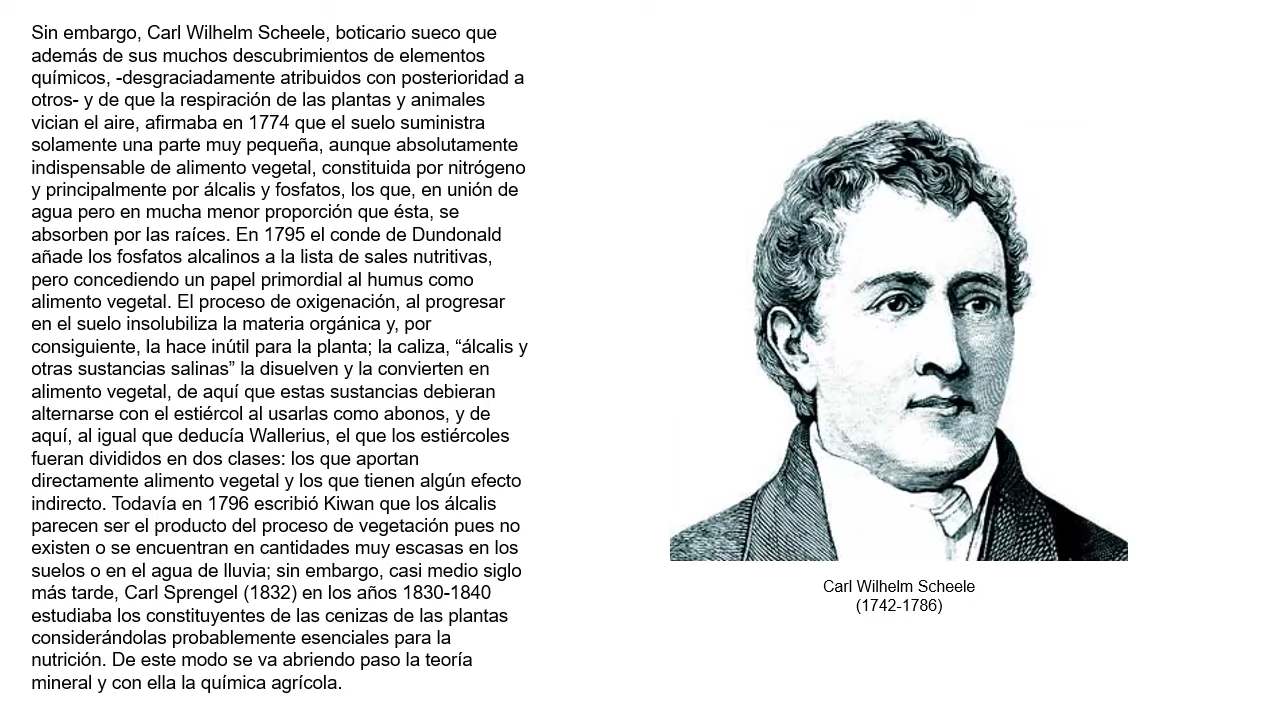 Sin embargo, Carl Wilhelm Scheele, boticario sueco que
además de sus muchos descubrimientos de elementos
químicos, -desgraciadamente atribuidos con posterioridad a
otros- y de que la respiración de las plantas y animales
vician el aire, afirmaba en 1774 que el suelo suministra
solamente una parte muy pequeña, aunque absolutamente
indispensable de alimento vegetal, constituida por nitrógeno
y principalmente por álcalis y fosfatos, los que, en unión de
agua pero en mucha menor proporción que ésta, se
absorben por las raíces. En 1795 el conde de Dundonald
añade los fosfatos alcalinos a la lista de sales nutritivas,
pero concediendo un papel primordial al humus como
alimento vegetal. El proceso de oxigenación, al progresar
en el suelo insolubiliza la materia orgánica y, por
consiguiente, la hace inútil para la planta; la caliza, “álcalis y
otras sustancias salinas” la disuelven y la convierten en
alimento vegetal, de aquí que estas sustancias debieran
alternarse con el estiércol al usarlas como abonos, y de
aquí, al igual que deducía Wallerius, el que los estiércoles
fueran divididos en dos clases: los que aportan
directamente alimento vegetal y los que tienen algún efecto
indirecto. Todavía en 1796 escribió Kiwan que los álcalis
parecen ser el producto del proceso de vegetación pues no
existen o se encuentran en cantidades muy escasas en los
suelos o en el agua de lluvia; sin embargo, casi medio siglo
más tarde, Carl Sprengel (1832) en los años 1830-1840
estudiaba los constituyentes de las cenizas de las plantas
considerándolas probablemente esenciales para la
nutrición. De este modo se va abriendo paso la teoría
mineral y con ella la química agrícola.
Carl Wilhelm Scheele
(1742-1786)